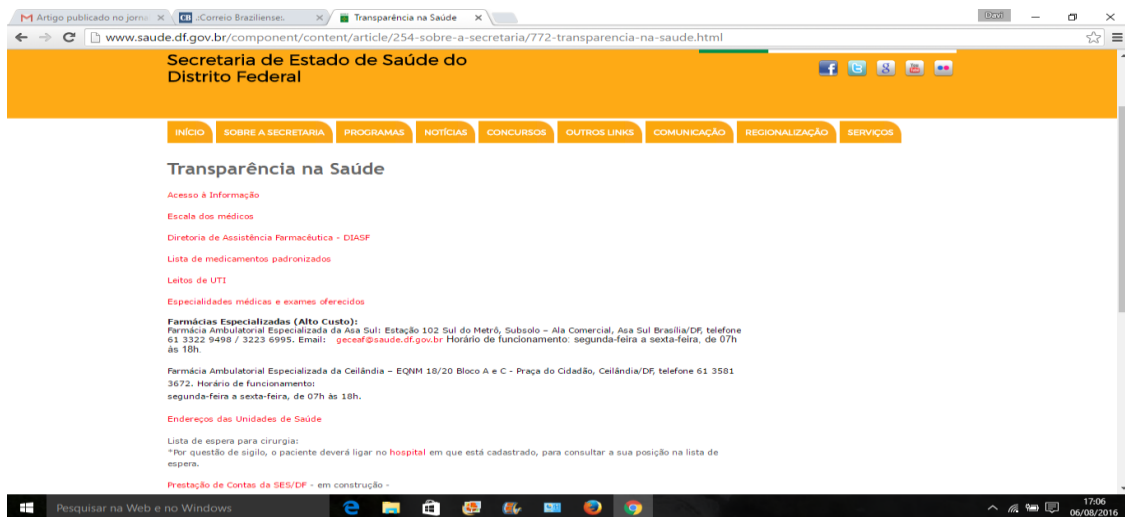 Artigo publicado no jorna
CB .:Correio Braziliense:.
Transparência na Saúde
Davi
www.saude.df.gov.br/component/content/article/254-sobre-a-secretaria/772-transparencia-na-saude.html
Secretaria de Estado de Saúde do
Distrito Federal
INÍCIO SOBRE A SECRETARIA PROGRAMAS NOTÍCIAS CONCURSOS OUTROS LINKS COMUNICAÇÃO REGIONALIZAÇÃO SERVIÇOS
Transparência na Saúde
Acesso à Informação
Escala dos médicos
Diretoria de Assistência Farmacêutica - DIASF
Lista de medicamentos padronizados
Leitos de UTI
Especialidades médicas e exames oferecidos
Farmácias Especializadas (Alto Custo):
Farmácia Ambulatorial Especializada da Asa Sul: Estação 102 Sul do Metrô, Subsolo – Ala Comercial, Asa Sul Brasília/DF, telefone
61 3322 9498 / 3223 6995. Email: geceaf@saude.df.gov.br Horário de funcionamento: segunda-feira a sexta-feira, de 07h
às 18h.
Farmácia Ambulatorial Especializada da Ceilândia – EQNM 18/20 Bloco A e C - Praça do Cidadão, Ceilândia/DF, telefone 61 3581
3672. Horário de funcionamento:
segunda-feira a sexta-feira, de 07h às 18h.
Endereços das Unidades de Saúde
Lista de espera para cirurgia:
*Por questão de sigilo, o paciente deverá ligar no hospital em que está cadastrado, para consultar a sua posição na lista de
espera.
Prestação de Contas da SES/DF - em construção -
Pesquisar na Web e no Windows
17:06
06/08/2016